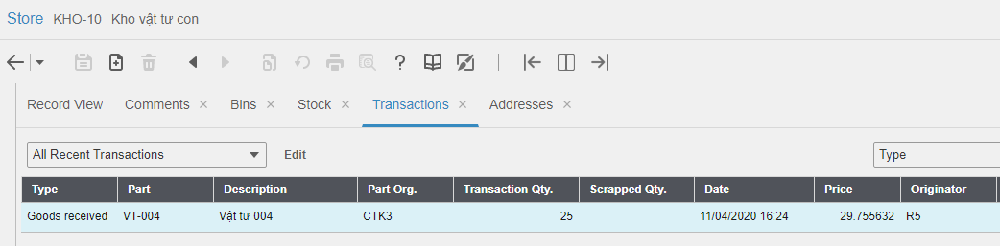 Store KHO-10 Kho vật tư con
Record View Comments Bins Stock Transactions Addresses
All Recent Transactions Edit Type
Type Part Description Part Org. Transaction Qty. Scrapped Qty. Date Price Originator
Goods received VT-004 Vật tư 004 CTK3 25 11/04/2020 16:24 29.755632 R5